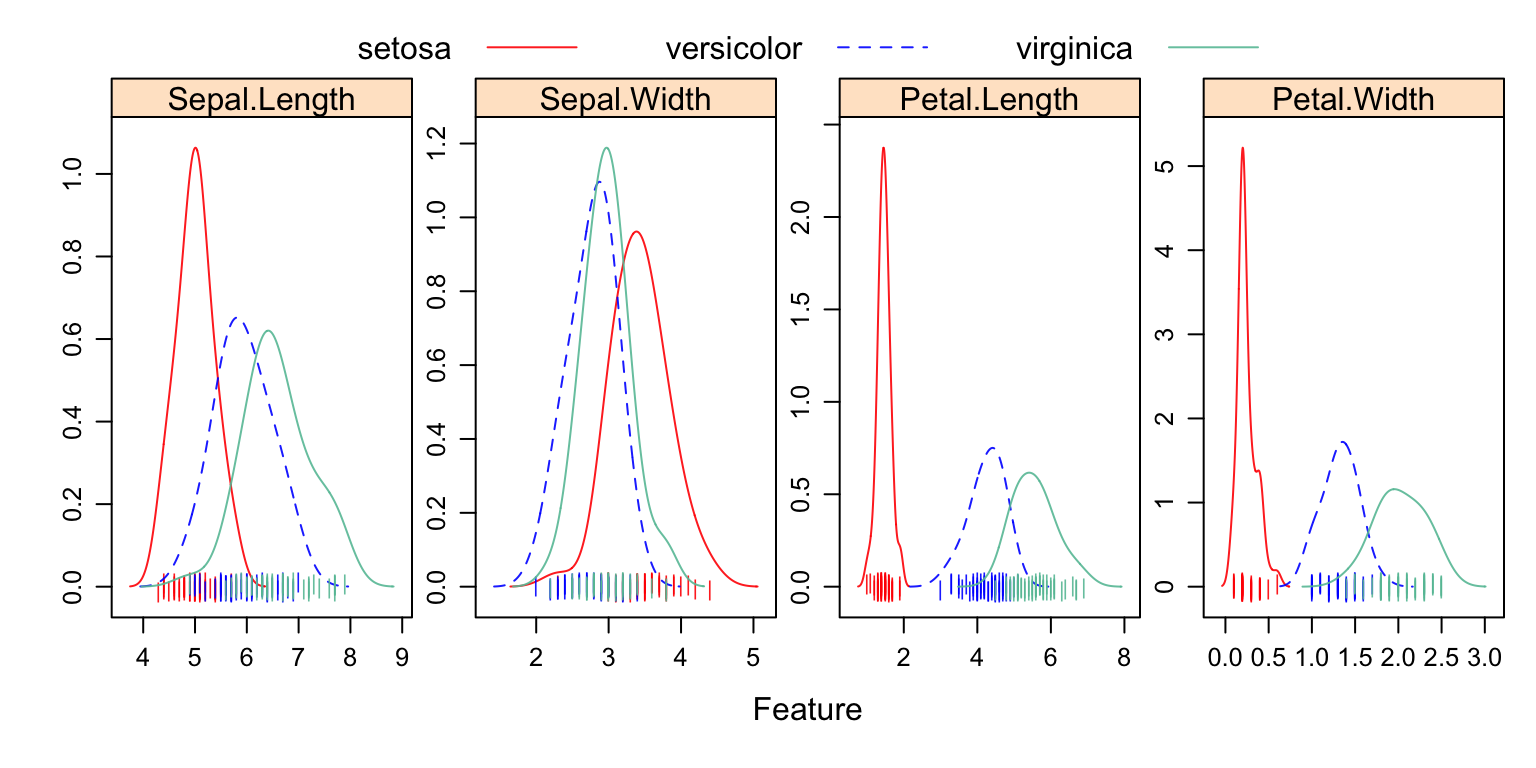 setosa versicolor virginica
Sepal.Length Sepal.Width Petal.Length Petal.Width
0.0 0.2 0.4 0.6 0.8 1.0
4 5 6 7 8 9
0.0 0.2 0.4 0.6 0.8 1.0 1.2
2 3 4 5
0.0 0.5 1.0 1.5 2.0
2 4 6 8
0 1 2 3 4 5
0.0 0.5 1.0 1.5 2.0 2.5 3.0
Feature